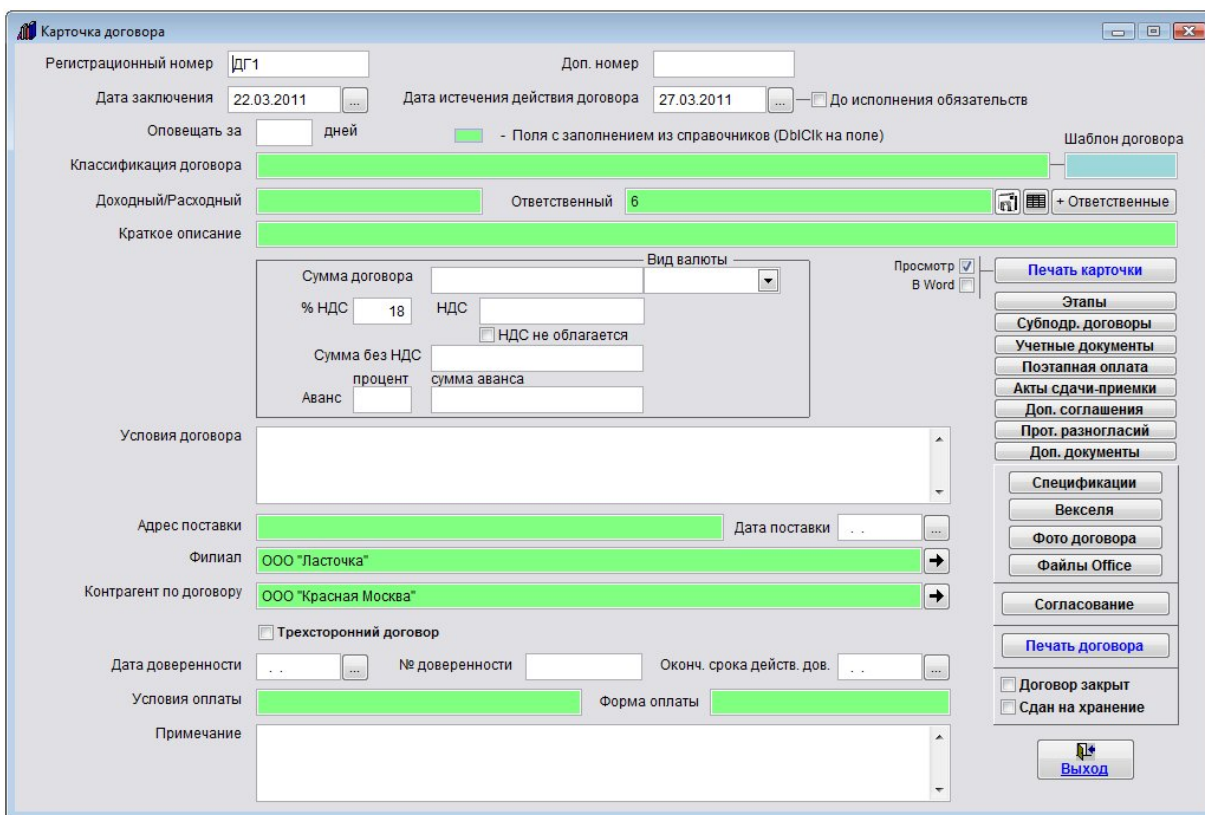 Карточка договора
Регистрационный номер ДГ1 Доп. номер
Дата заключения 22.03.2011 ... Дата истечения действия договора 27.03.2011 ... До исполнения обязательств
Оповещать за дней - Поля с заполнением из справочников (DblClk на поле) Шаблон договора
Классификация договора
Доходный/Расходный Ответственный 6 + Ответственные
Краткое описание
Вид валюты
Сумма договора
Просмотр
В Word
Печать карточки
% НДС 18 НДС
НДС не облагается
Сумма без НДС
процент сумма аванса
Аванс
Этапы
Субподр. договоры
Учетные документы
Поэтапная оплата
Акты сдачи-приемки
Доп. соглашения
Прот. разногласий
Доп. документы
Условия договора
Спецификации
Векселя
Фото договора
Файлы Office
Адрес поставки Дата поставки . . ...
Филиал ООО "Ласточка"
Контрагент по договору ООО "Красная Москва"
Согласование
Трехсторонний договор
Печать договора
Дата доверенности . . ... № доверенности Оконч. срока действ. дов. . . ...
Условия оплаты Форма оплаты
Договор закрыт
Сдан на хранение
Примечание
Выход